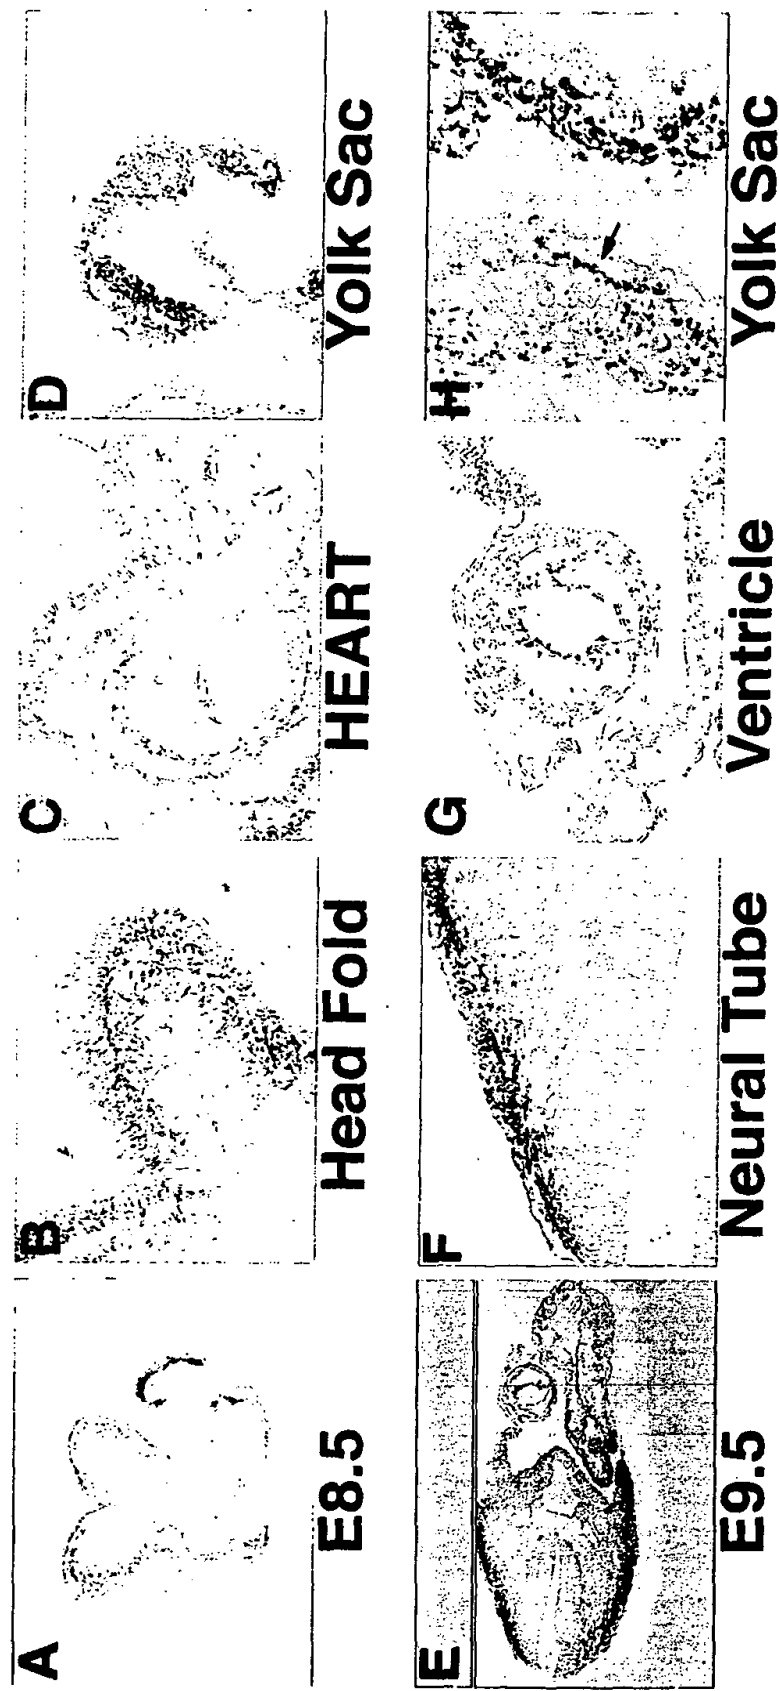 A
E8.5
B
Head Fold
C
HEART
D
Yolk Sac
E
E9.5
F
Neural Tube
G
Ventricle
H
Yolk Sac